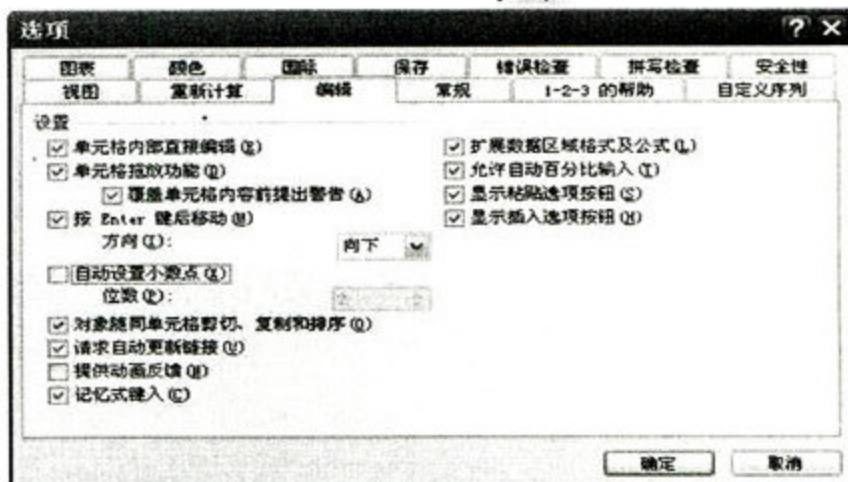 选项
图表 颜色 国际 保存 错误检查 拼写检查 安全性
视图 重新计算 编辑 常规 1-2-3 的帮助 自定义序列
设置
单元格内部直接编辑(E)
单元格拖放功能(D)
覆盖单元格内容前提出警告(A)
按 Enter 键后移动(M)
方向(I): 向下
自动设置小数点(X)
位数(P):
对象随同单元格剪切、复制和排序(O)
请求自动更新链接(U)
提供动画反馈(N)
记忆式键入(C)
扩展数据区域格式及公式(L)
允许自动百分比输入(T)
显示粘贴选项按钮(S)
显示插入选项按钮(H)
确定 取消